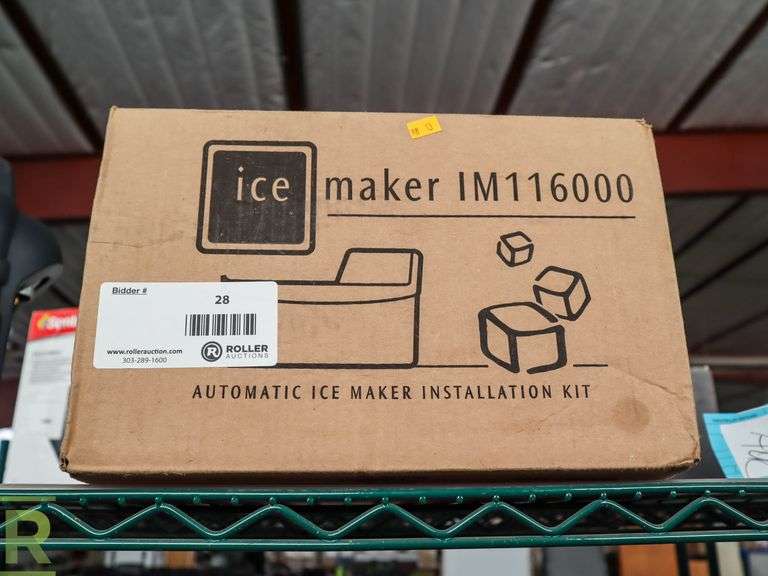 ice maker IM116000
Bidder #
28
www.rollerauction.com
303-289-1600
R ROLLER
AUCTIONS
AUTOMATIC ICE MAKER INSTALLATION KIT
R